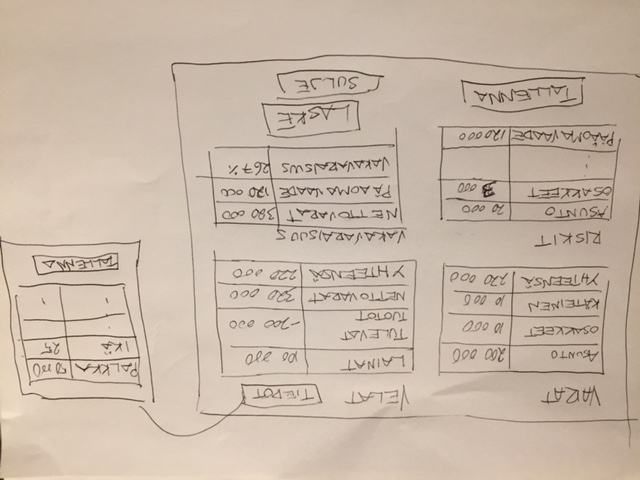 VARAT
ASUNTO 200 000
OSAKKEET 10 000
KÄTEINEN 10 000
YHTEENSÄ 220 000
VELAT TIEDOT
LAINAT 100 000
TULEVAT
TUOTOT -200 000
NETTOVARAT 320 000
YHTEENSÄ 220 000
PALKKA 50 000
IKÄ 25
TALLENNA
RISKIT
ASUNTO 20 000
OSAKKEET 3 000
PÄÄOMAVAADE 120000
TALLENNA
VAKAVARAISUUS
NETTOVARAT 320 000
PÄÄOMAVAADE 120 000
VAKAVARAISUUS 267%
LASKE
SULJE